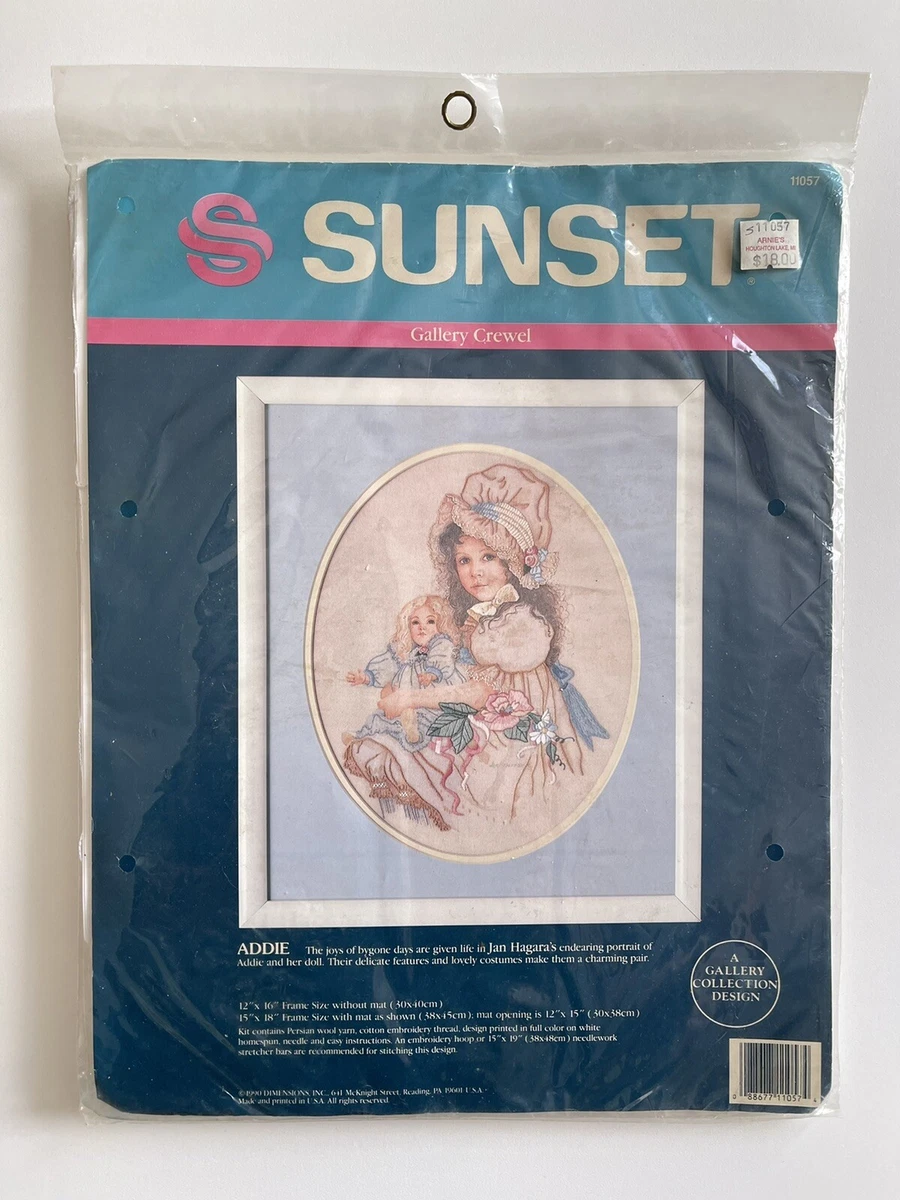 11057
SUNSET®
S11057
ARNIE'S
HOUGHTON LAKE, MI
$18.00
Gallery Crewel
ADDIE The joys of bygone days are given life in Jan Hagara's endearing portrait of
Addie and her doll. Their delicate features and lovely costumes make them a charming pair.
12"x 16" Frame Size without mat (30x40cm)
15"x 18" Frame Size with mat as shown (38x45cm); mat opening is 12"x 15" (30x38cm)
Kit contains Persian wool yarn, cotton embroidery thread, design printed in full color on white
homespun, needle and easy instructions. An embroidery hoop or 15"x 19" (38x48cm) needlework
stretcher bars are recommended for stitching this design.
A
GALLERY
COLLECTION
DESIGN
©1990 DIMENSIONS, INC., 641 McKnight Street, Reading, PA 19601 U.S.A.
Made and printed in U.S.A. All rights reserved.
0 88677 11057 4